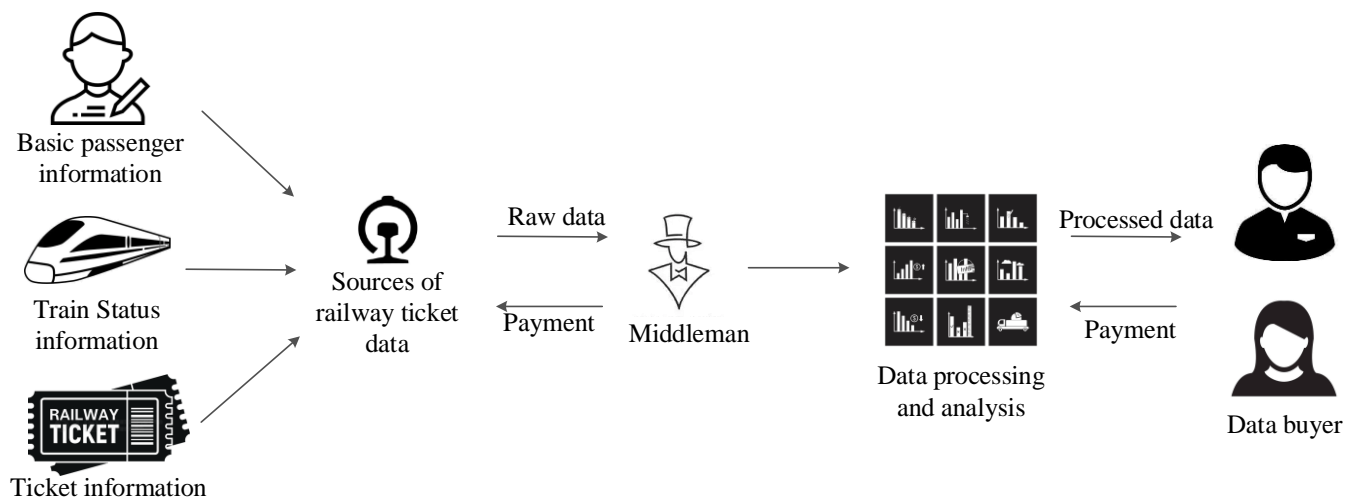 Basic passenger
information
Train Status
information
RAILWAY
TICKET
Ticket information
Sources of
railway ticket
data
Raw data
Payment
Middleman
Data processing
and analysis
Processed data
Payment
Data buyer